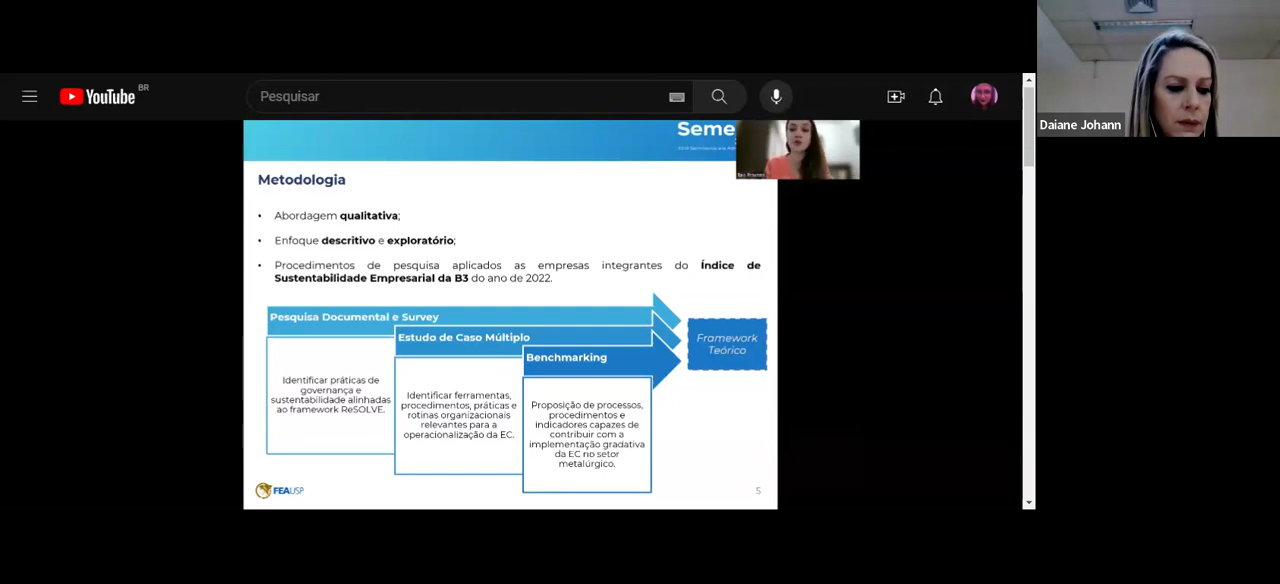 YouTube BR
Pesquisar
Daiane Johann
Seme
Metodologia
• Abordagem qualitativa;
• Enfoque descritivo e exploratório;
• Procedimentos de pesquisa aplicados as empresas integrantes do Índice de
Sustentabilidade Empresarial da B3 do ano de 2022.
Pesquisa Documental e Survey
Estudo de Caso Múltiplo
Benchmarking
Framework
Teórico
Identificar práticas de
governança e
sustentabilidade alinhadas
ao framework ReSOLVE.
Identificar ferramentas,
procedimentos, práticas e
rotinas organizacionais
relevantes para a
operacionalização da EC.
Proposição de processos,
procedimentos e
indicadores capazes de
contribuir com a
implementação gradativa
da EC no setor
metalúrgico.
FEAUSP
5